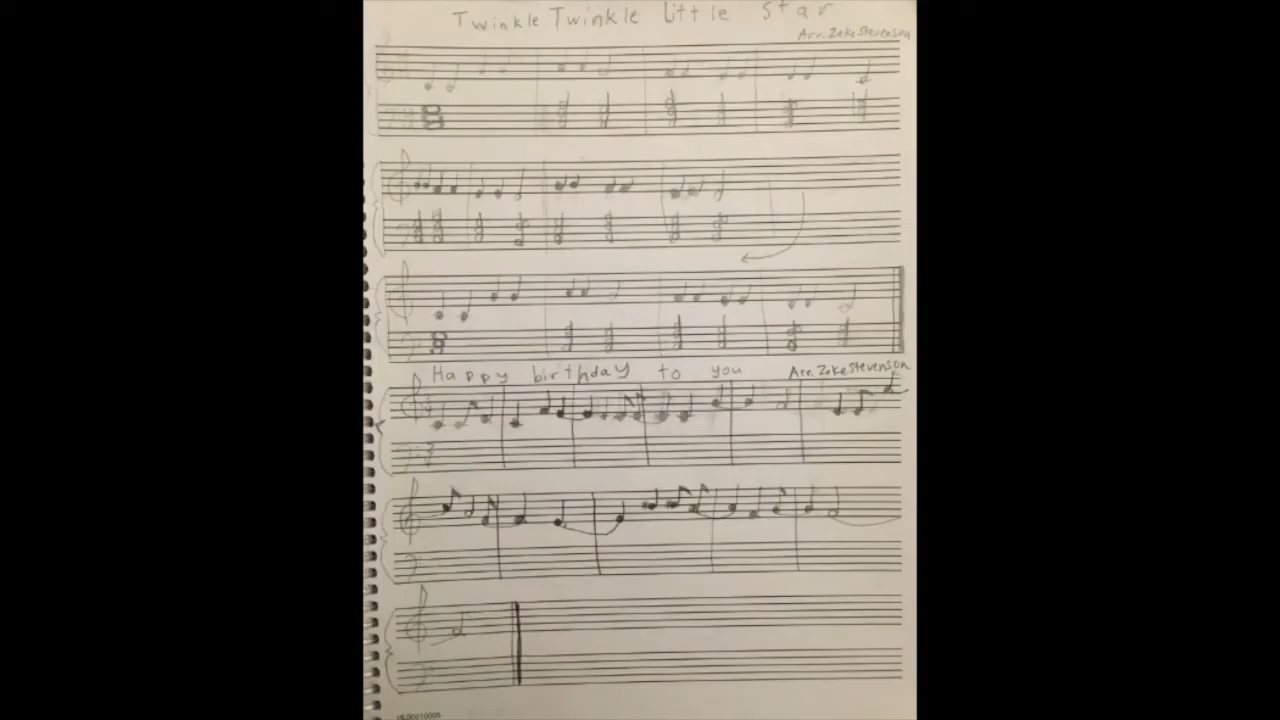 Twinkle Twinkle Little Star
Arr. Zeke Stevenson
Happy birthday to you
Arr. Zeke Stevenson